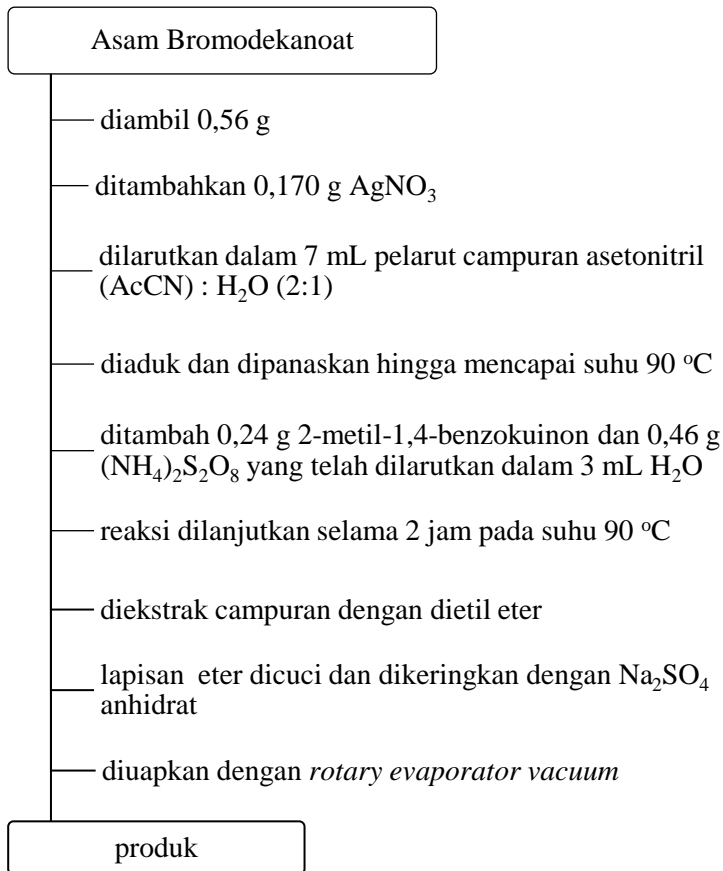 Asam Bromodekanoat
diambil 0,56 g
ditambahkan 0,170 g AgNO₃
dilarutkan dalam 7 mL pelarut campuran asetonitril
(AcCN) : H₂O (2:1)
diaduk dan dipanaskan hingga mencapai suhu 90 ᵒC
ditambah 0,24 g 2-metil-1,4-benzokuinon dan 0,46 g
(NH₄)₂S₂O₈ yang telah dilarutkan dalam 3 mL H₂O
reaksi dilanjutkan selama 2 jam pada suhu 90 ᵒC
diekstrak campuran dengan dietil eter
lapisan eter dicuci dan dikeringkan dengan Na₂SO₄
anhidrat
diuapkan dengan rotary evaporator vacuum
produk